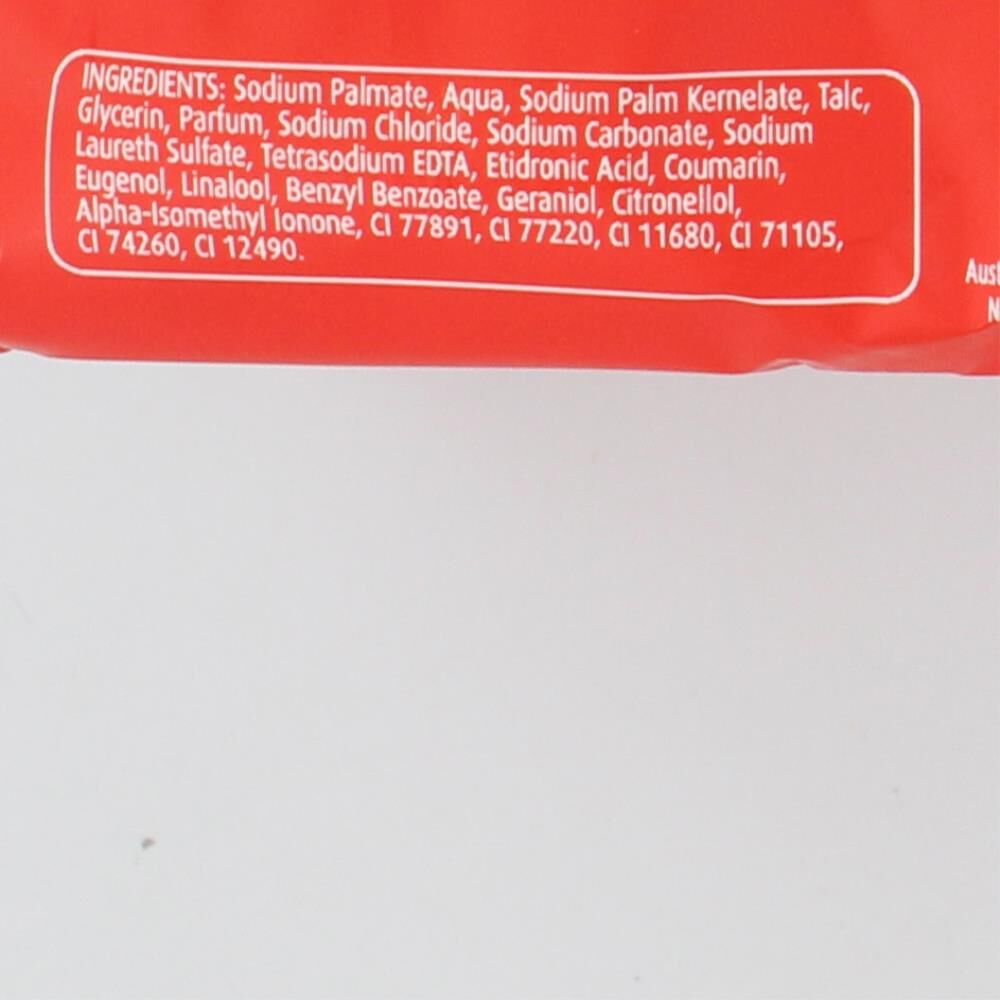 INGREDIENTS: Sodium Palmate, Aqua, Sodium Palm Kernelate, Talc,
Glycerin, Parfum, Sodium Chloride, Sodium Carbonate, Sodium
Laureth Sulfate, Tetrasodium EDTA, Etidronic Acid, Coumarin,
Eugenol, Linalool, Benzyl Benzoate, Geraniol, Citronellol,
Alpha-Isomethyl Ionone, CI 77891, CI 77220, CI 11680, CI 71105,
CI 74260, CI 12490.